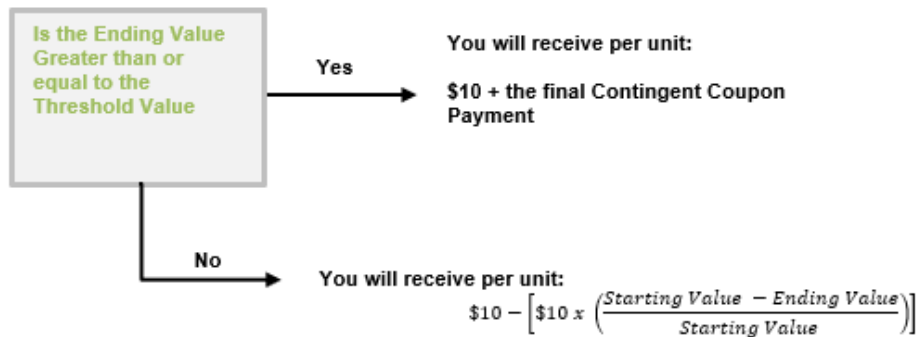 Is the Ending Value
Greater than or
equal to the
Threshold Value
Yes
You will receive per unit:
$10 + the final Contingent Coupon
Payment
No
You will receive per unit:
$10 − [$10 x (Starting Value − Ending Value / Starting Value)]